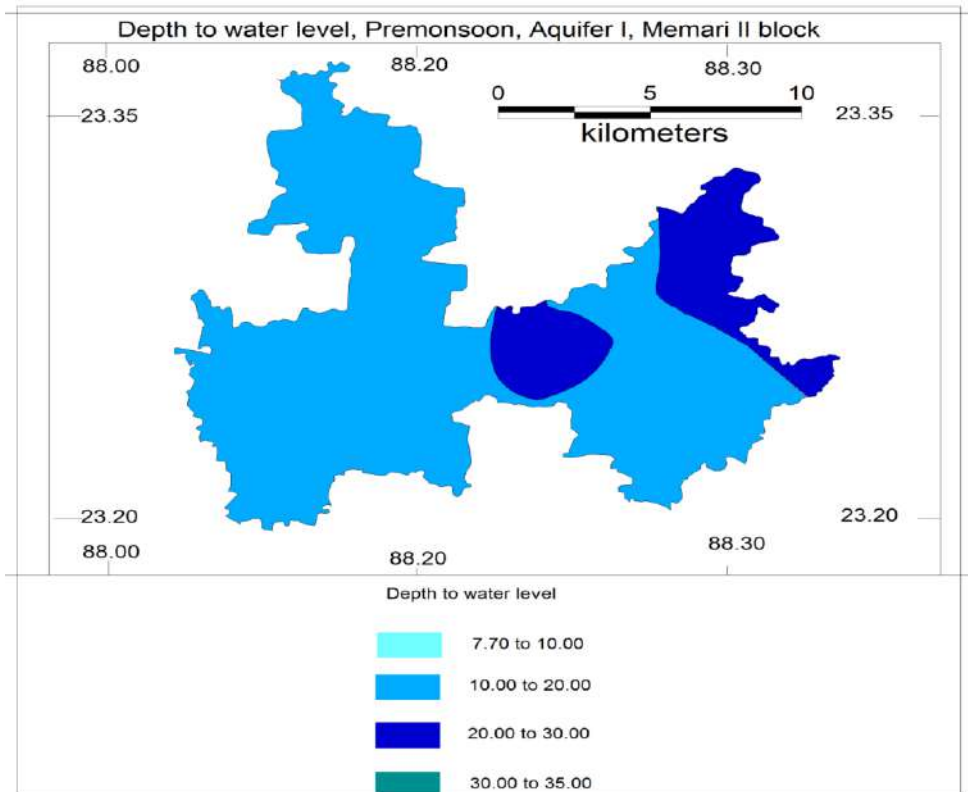 Depth to water level, Premonsoon, Aquifer I, Memari II block
88.00 88.20 88.30
0 5 10
23.35 23.35
kilometers
23.20 23.20
88.00 88.20 88.30
Depth to water level
7.70 to 10.00
10.00 to 20.00
20.00 to 30.00
30.00 to 35.00